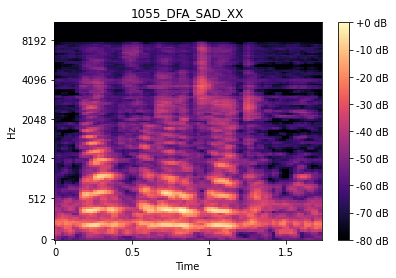 1055_DFA_SAD_XX
8192
4096
2048
1024
512
0
Hz
0
0.5
1
1.5
Time
+0 dB
-10 dB
-20 dB
-30 dB
-40 dB
-50 dB
-60 dB
-70 dB
-80 dB